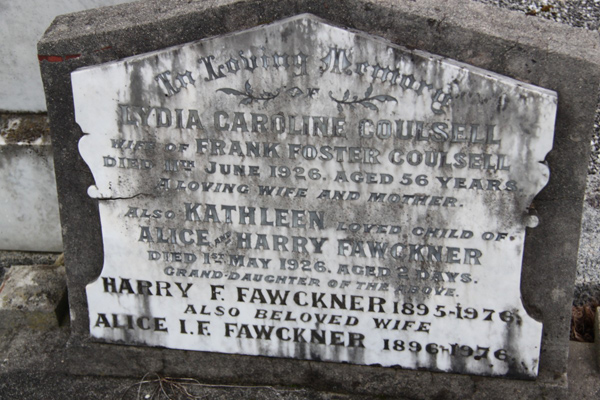 In Loving Memory
OF
LYDIA CAROLINE COULSELL
WIFE OF FRANK FOSTER COULSELL
DIED 11TH JUNE 1926. AGED 56 YEARS
A LOVING WIFE AND MOTHER.
ALSO KATHLEEN LOVED CHILD OF
ALICE AND HARRY FAWCKNER
DIED 1ST MAY 1926. AGED 2 DAYS.
GRAND-DAUGHTER OF THE ABOVE.
HARRY F. FAWCKNER 1895-1976.
ALSO BELOVED WIFE
ALICE I.F. FAWCKNER 1896-1976.